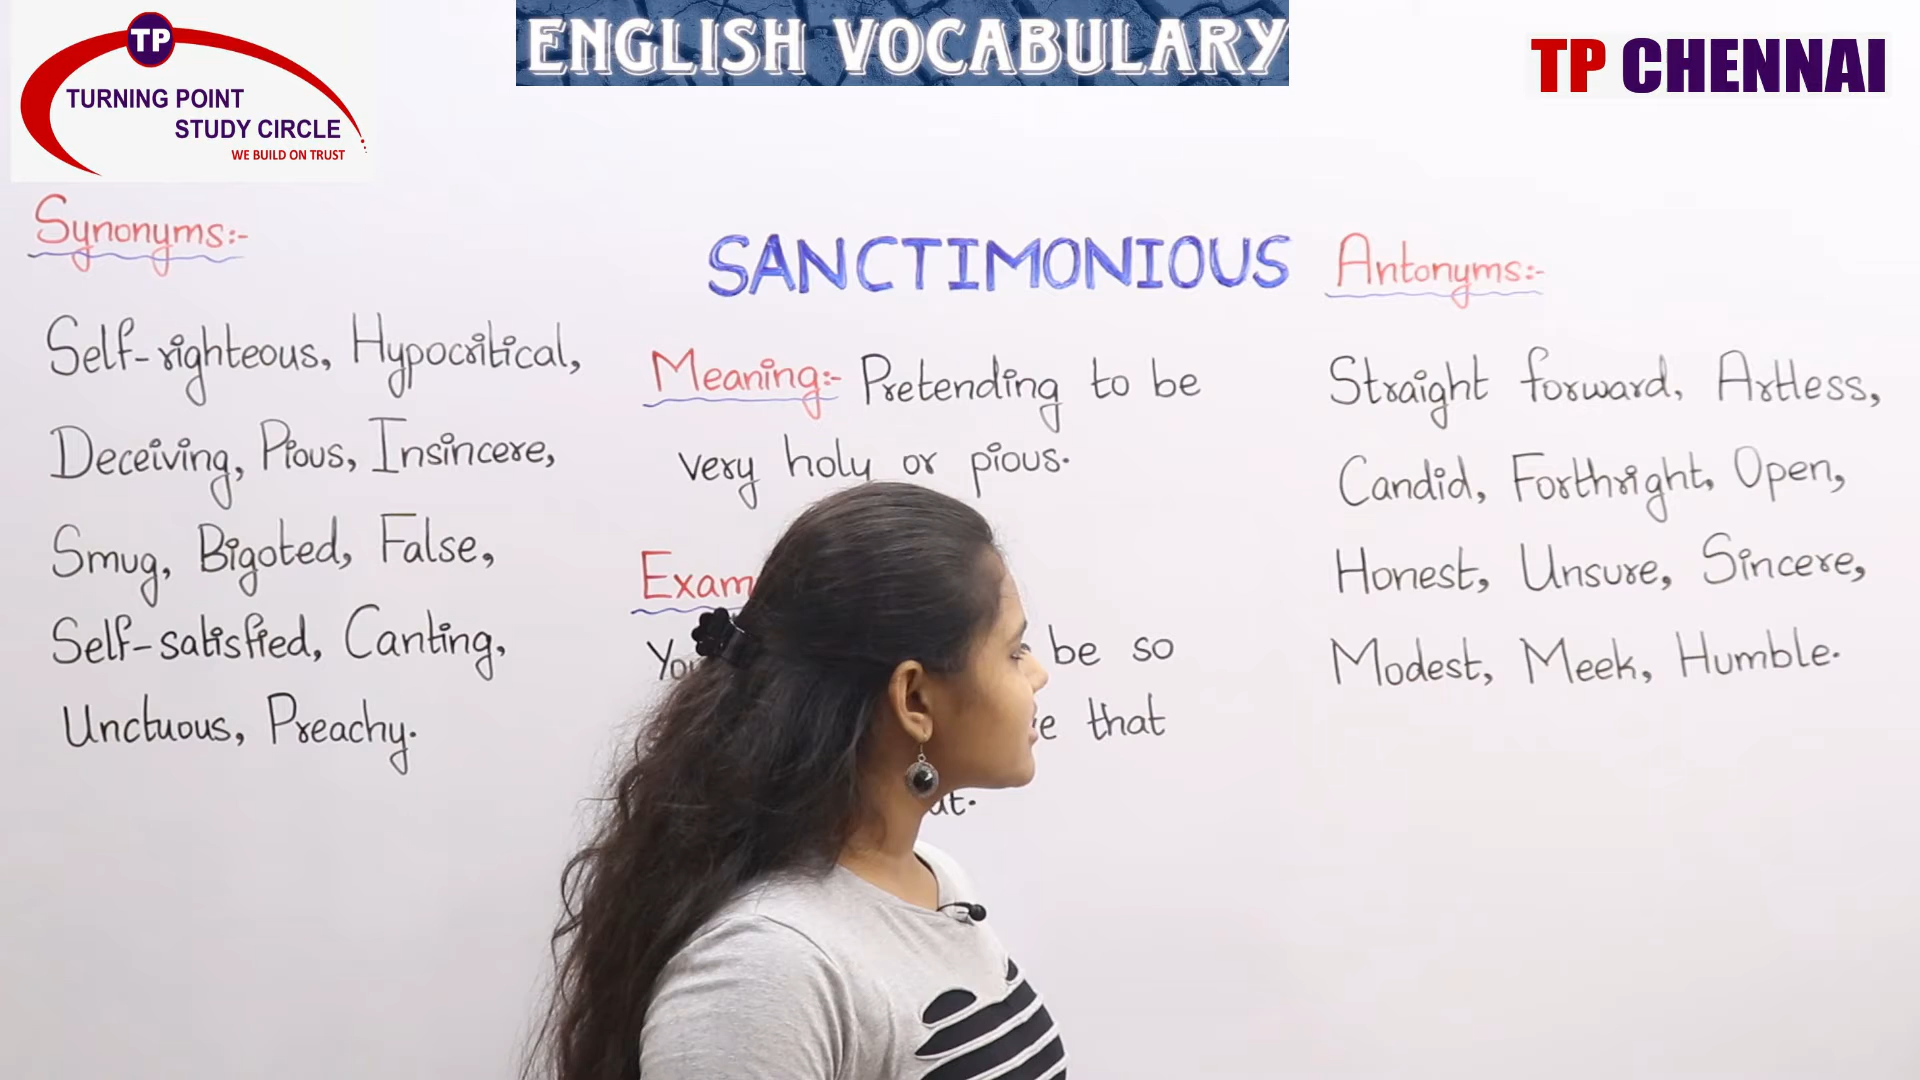 TP
TURNING POINT
STUDY CIRCLE
WE BUILD ON TRUST
ENGLISH VOCABULARY
TP CHENNAI
Synonyms:-
Self-righteous, Hypocritical,
Deceiving, Pious, Insincere,
Smug, Bigoted, False,
Self-satisfied, Canting,
Unctuous, Preachy.
SANCTIMONIOUS
Meaning:- Pretending to be
very holy or pious.
be so
that
Antonyms:-
Straight forward, Artless,
Candid, Forthright, Open,
Honest, Unsure, Sincere,
Modest, Meek, Humble.